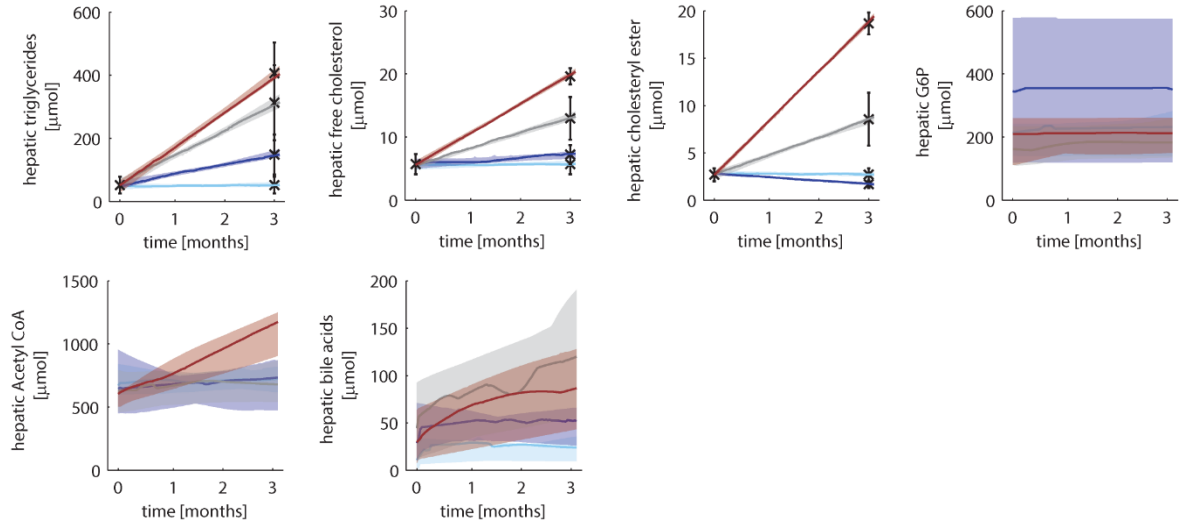 hepatic triglycerides
[μmol]
600
400
200
0
0 1 2 3
time [months]
hepatic free cholesterol
[μmol]
30
20
10
0
0 1 2 3
time [months]
hepatic cholesteryl ester
[μmol]
20
15
10
5
0
0 1 2 3
time [months]
hepatic G6P
[μmol]
600
400
200
0
0 1 2 3
time [months]
hepatic Acetyl CoA
[μmol]
1500
1000
500
0
0 1 2 3
time [months]
hepatic bile acids
[μmol]
200
150
100
50
0
0 1 2 3
time [months]